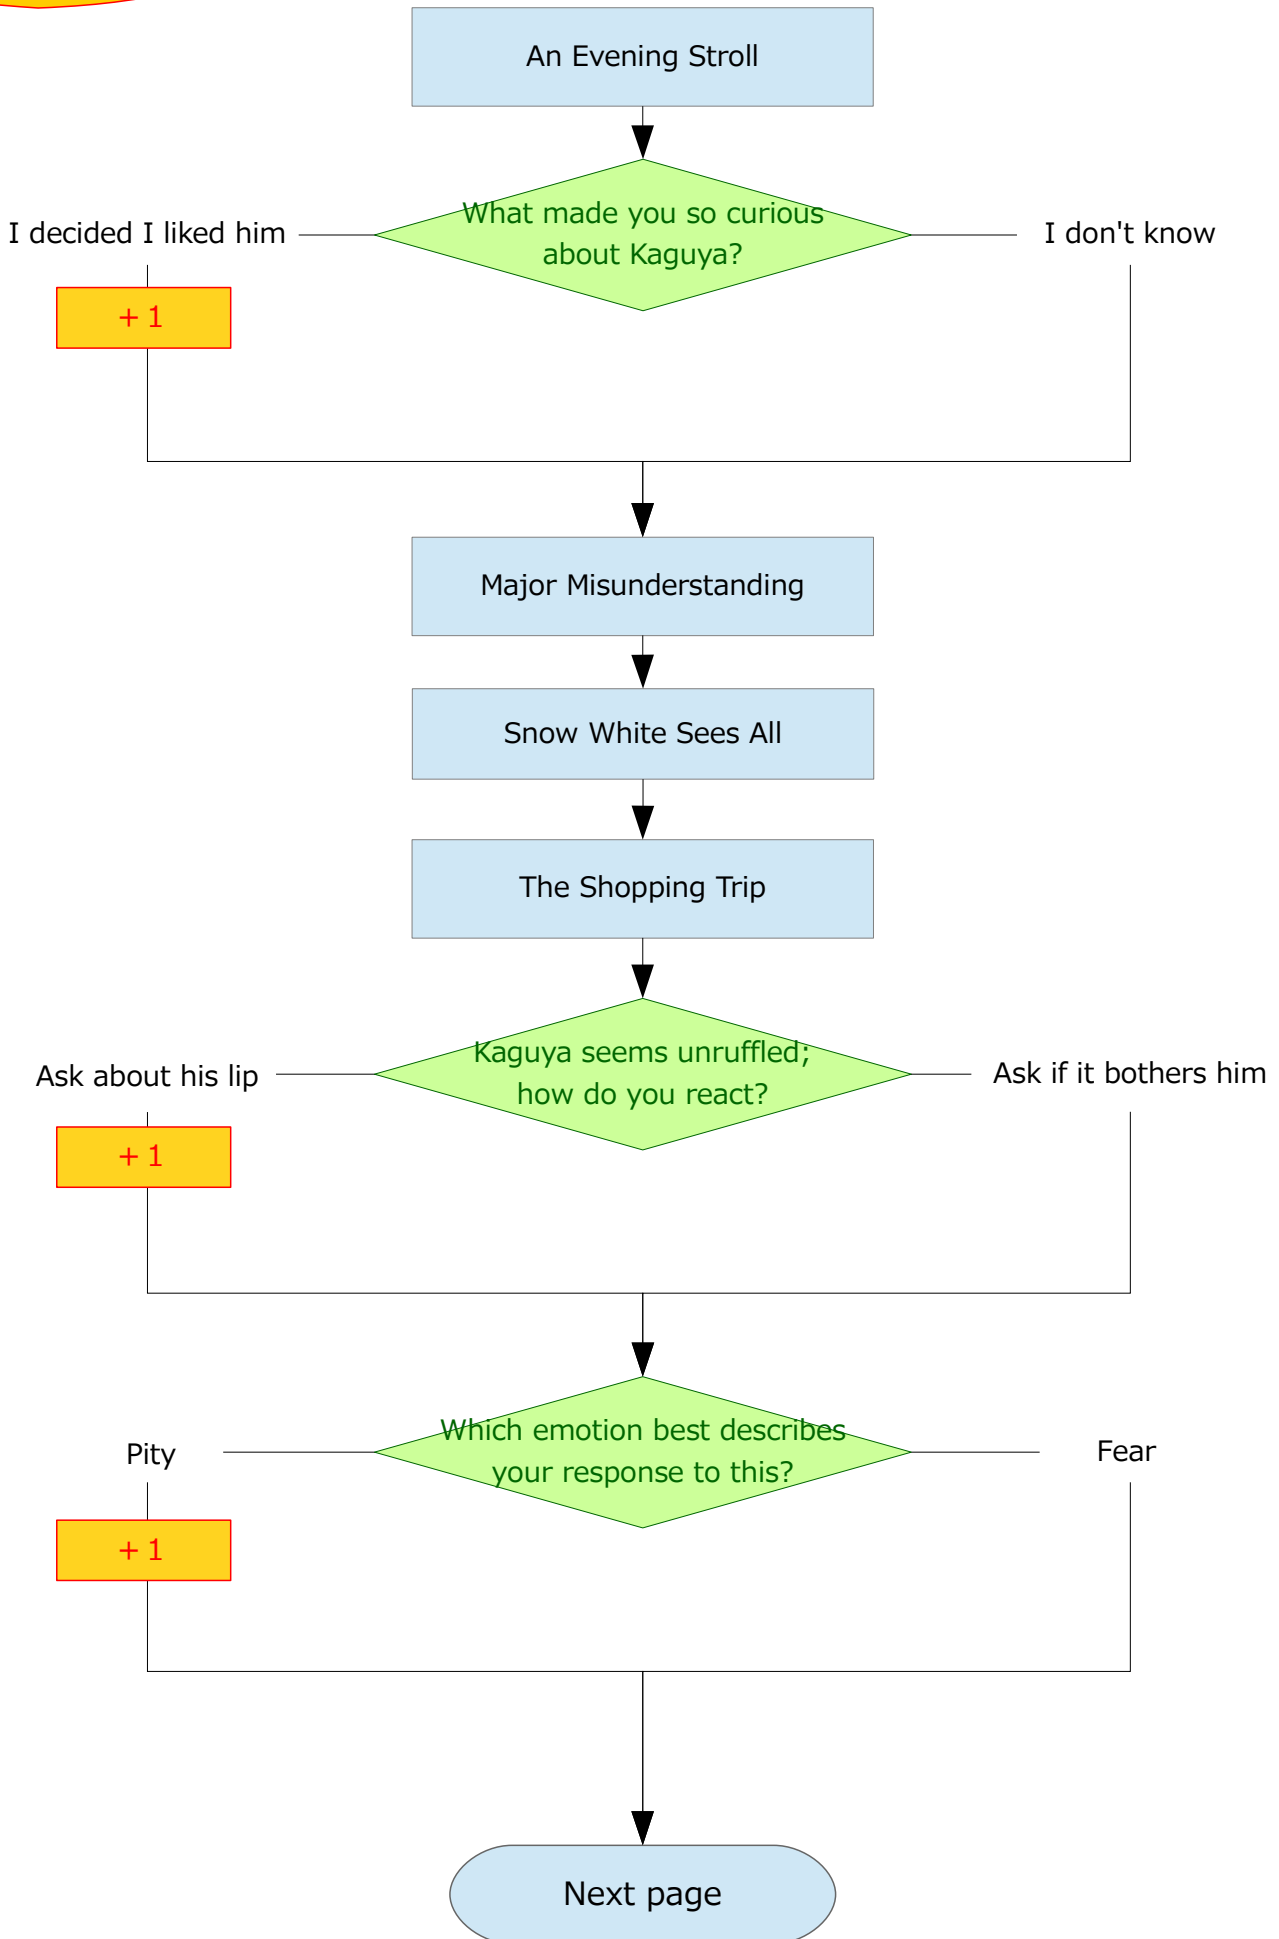 An Evening Stroll
What made you so curious
about Kaguya?
I decided I liked him
I don't know
+1
Major Misunderstanding
Snow White Sees All
The Shopping Trip
Kaguya seems unruffled;
how do you react?
Ask about his lip
Ask if it bothers him
+1
Which emotion best describes
your response to this?
Pity
Fear
+1
Next page